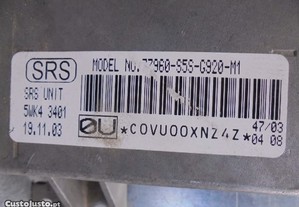 SRS
MODEL NO.77960-S5S-G920-M1
SRS UNIT
5WK4 3401
19.11.03
*C0VU00XNZ4Z*
47/03
04 08
CustoJusto.pt